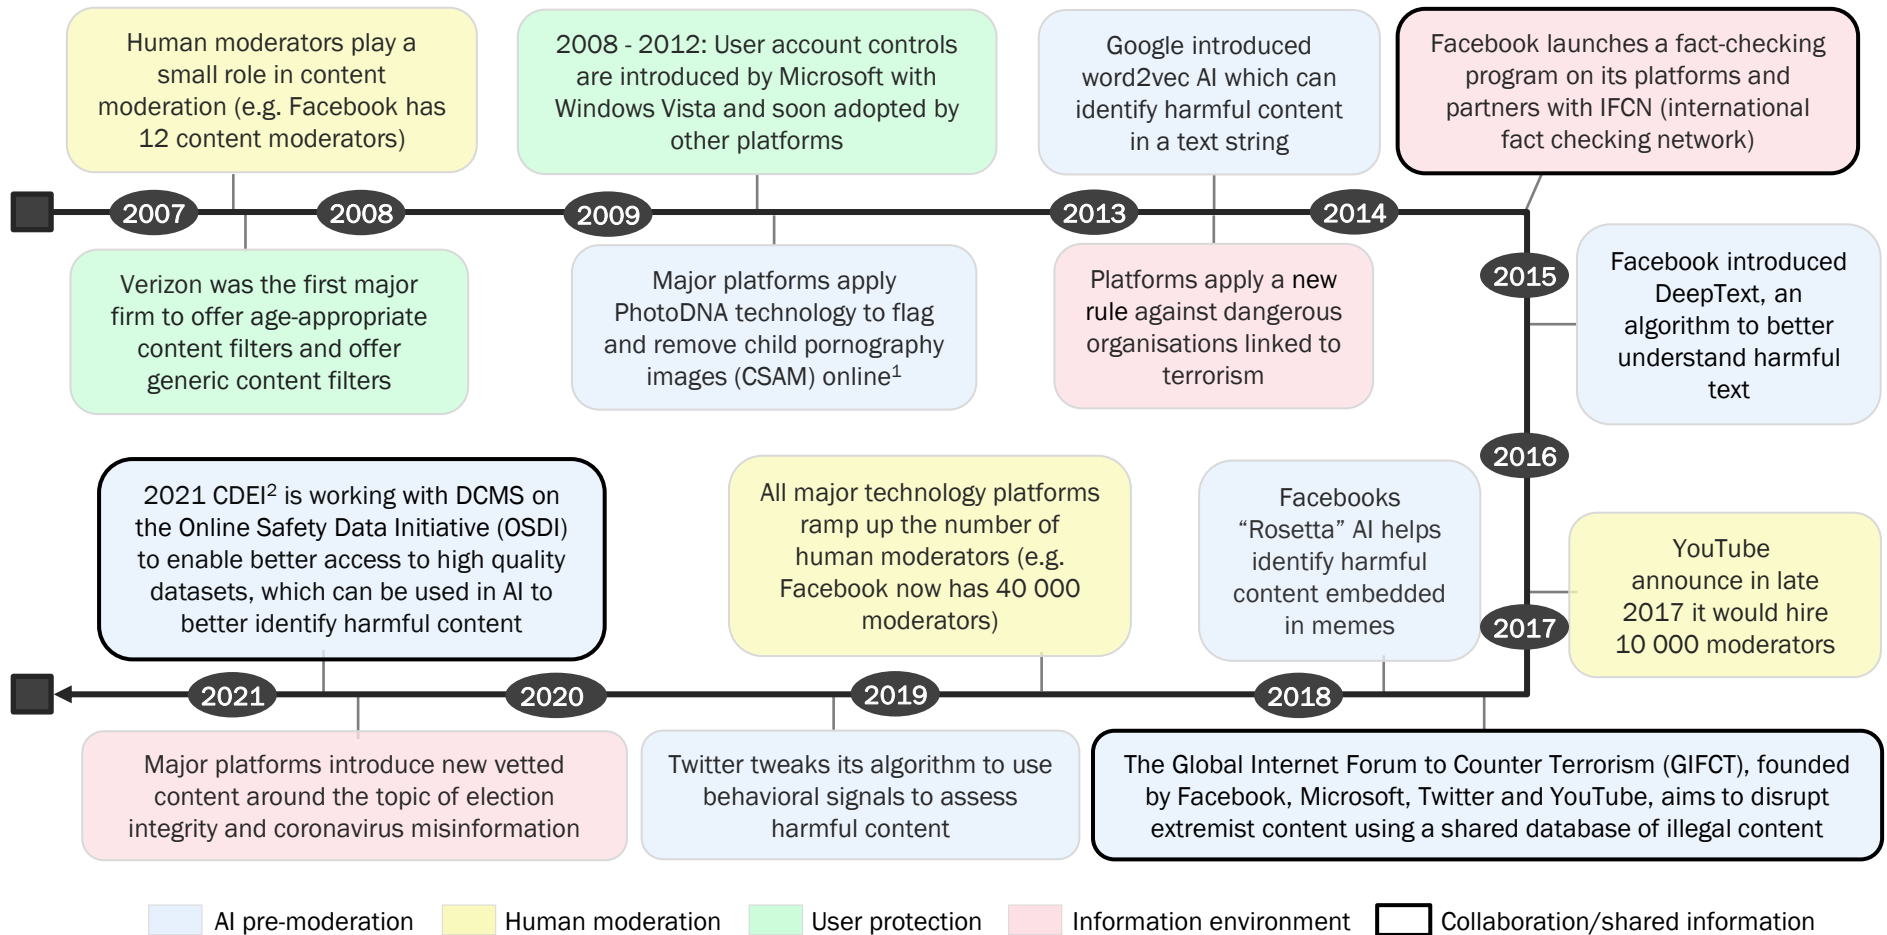 Human moderators play a
small role in content
moderation (e.g. Facebook has
12 content moderators)
2008 - 2012: User account controls
are introduced by Microsoft with
Windows Vista and soon adopted by
other platforms
Google introduced
word2vec AI which can
identify harmful content
in a text string
Facebook launches a fact-checking
program on its platforms and
partners with IFCN (international
fact checking network)
2007
2008
2009
2013
2014
Verizon was the first major
firm to offer age-appropriate
content filters and offer
generic content filters
Major platforms apply
PhotoDNA technology to flag
and remove child pornography
images (CSAM) online¹
Platforms apply a new
rule against dangerous
organisations linked to
terrorism
2015
Facebook introduced
DeepText, an
algorithm to better
understand harmful
text
2016
2021 CDEI² is working with DCMS on
the Online Safety Data Initiative (OSDI)
to enable better access to high quality
datasets, which can be used in AI to
better identify harmful content
All major technology platforms
ramp up the number of
human moderators (e.g.
Facebook now has 40 000
moderators)
Facebooks
“Rosetta” AI helps
identify harmful
content embedded
in memes
YouTube
announce in late
2017 it would hire
10 000 moderators
2017
2021
2020
2019
2018
Major platforms introduce new vetted
content around the topic of election
integrity and coronavirus misinformation
Twitter tweaks its algorithm to use
behavioral signals to assess
harmful content
The Global Internet Forum to Counter Terrorism (GIFCT), founded
by Facebook, Microsoft, Twitter and YouTube, aims to disrupt
extremist content using a shared database of illegal content
AI pre-moderation
Human moderation
User protection
Information environment
Collaboration/shared information